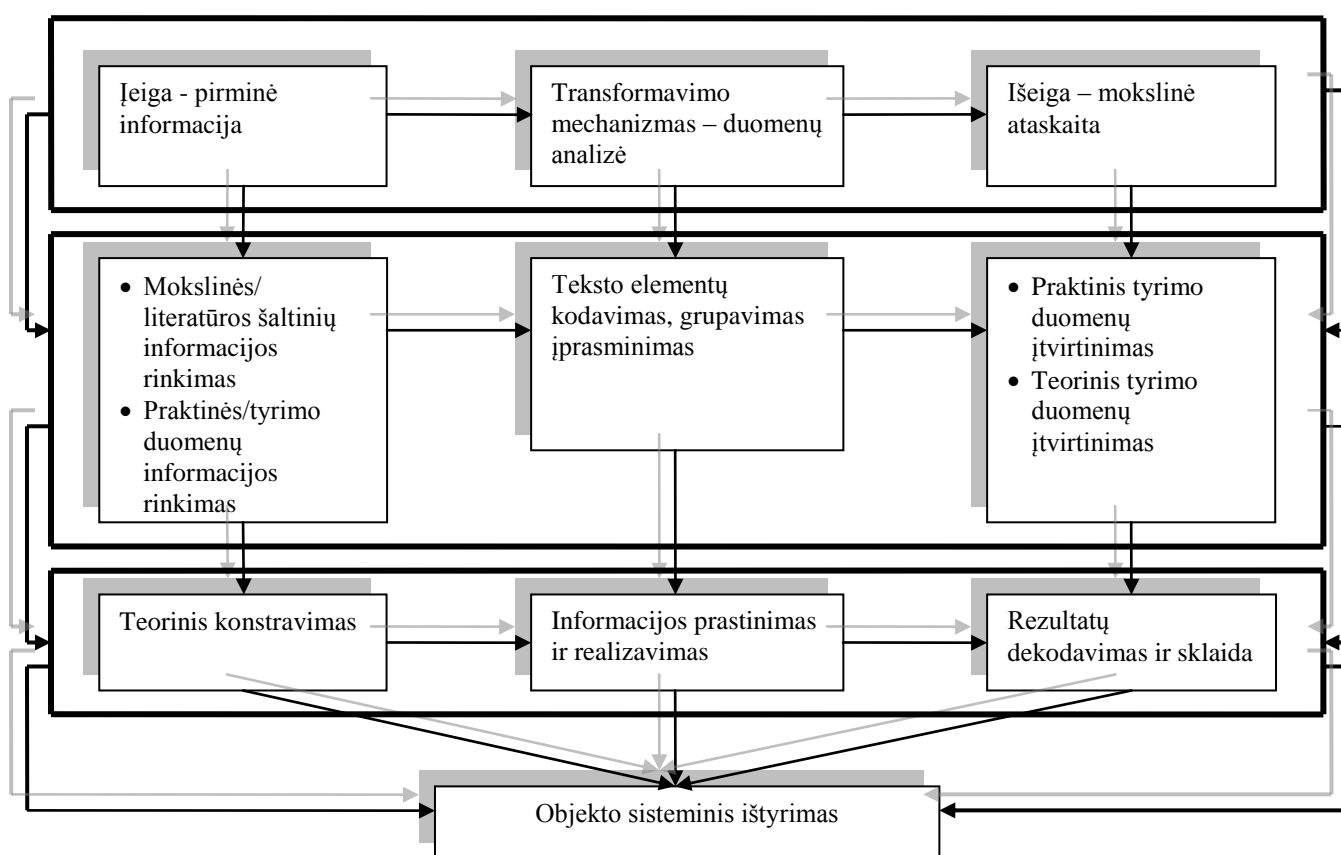 Įeiga - pirminė
informacija
Transformavimo
mechanizmas – duomenų
analizė
Išeiga – mokslinė
ataskaita
• Mokslinės/
literatūros šaltinių
informacijos
rinkimas
• Praktinės/tyrimo
duomenų
informacijos
rinkimas
Teksto elementų
kodavimas, grupavimas
įprasminimas
• Praktinis tyrimo
duomenų
įtvirtinimas
• Teorinis tyrimo
duomenų
įtvirtinimas
Teorinis konstravimas
Informacijos prastinimas
ir realizavimas
Rezultatų
dekodavimas ir sklaida
Objekto sisteminis ištyrimas